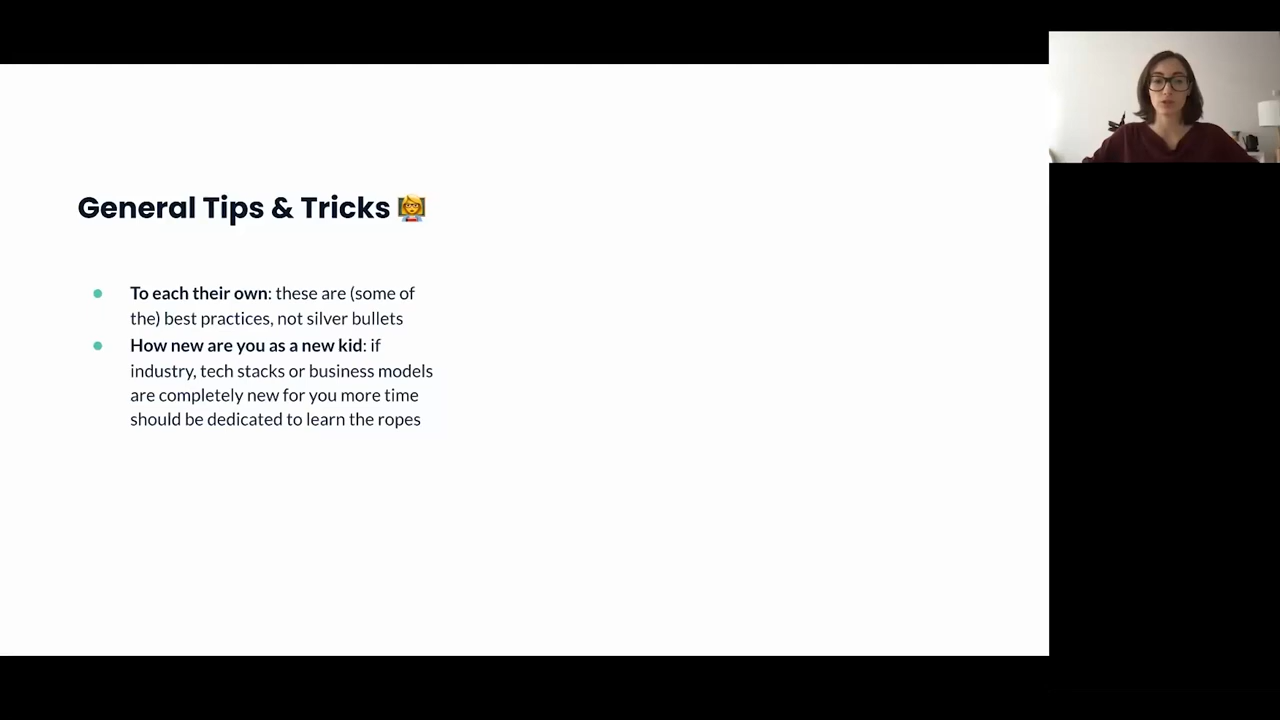 General Tips & Tricks 👩‍🏫
To each their own: these are (some of
the) best practices, not silver bullets
How new are you as a new kid: if
industry, tech stacks or business models
are completely new for you more time
should be dedicated to learn the ropes